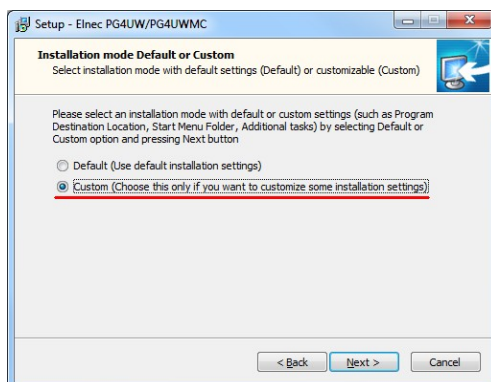 Setup - Elnec PG4UW/PG4UWMC
Installation mode Default or Custom
Select installation mode with default settings (Default) or customizable (Custom)
Please select an installation mode with default or custom settings (such as Program
Destination Location, Start Menu Folder, Additional tasks) by selecting Default or
Custom option and pressing Next button
Default (Use default installation settings)
Custom (Choose this only if you want to customize some installation settings)
< Back
Next >
Cancel